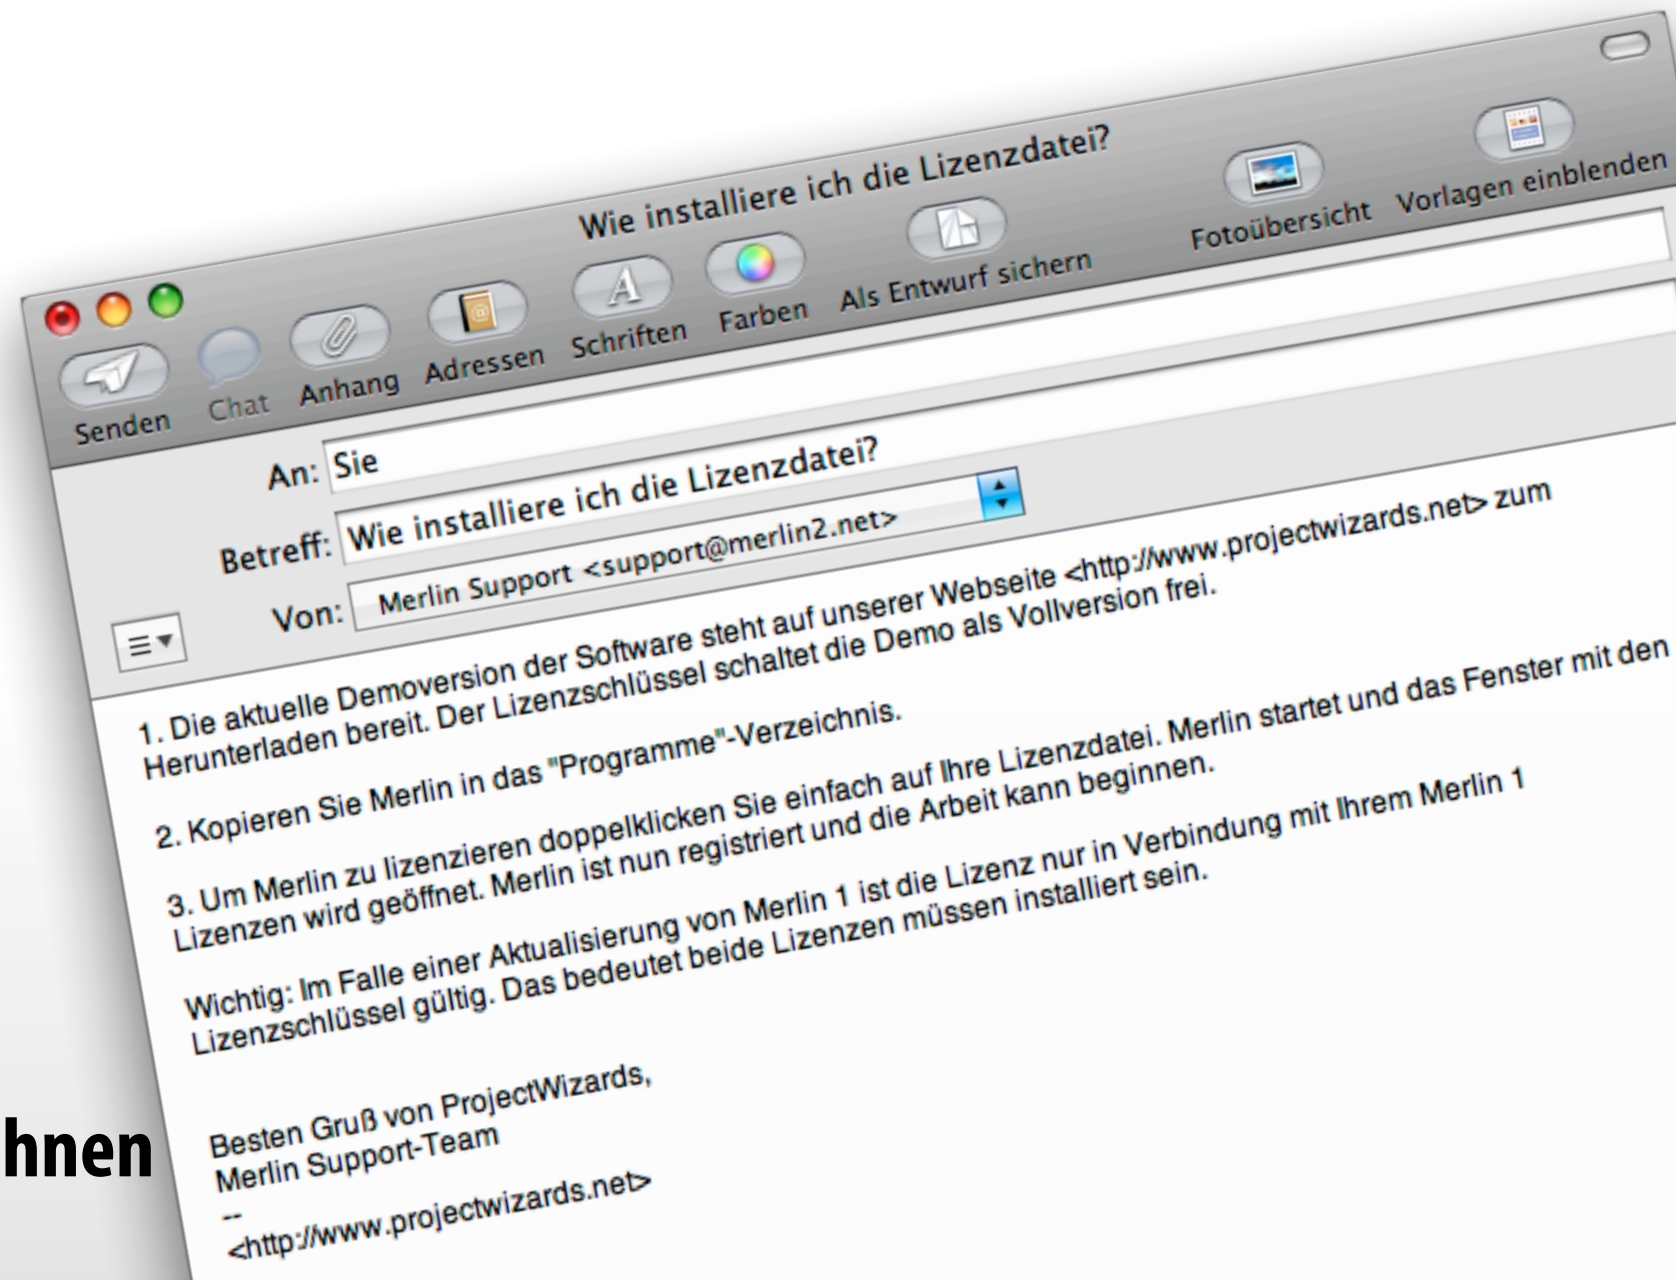 Wie installiere ich die Lizenzdatei?
Senden Chat Anhang Adressen Schriften Farben Als Entwurf sichern Fotoübersicht Vorlagen einblenden
An: Sie
Betreff: Wie installiere ich die Lizenzdatei?
Von: Merlin Support <support@merlin2.net>
1. Die aktuelle Demoversion der Software steht auf unserer Webseite <http://www.projectwizards.net> zum
Herunterladen bereit. Der Lizenzschlüssel schaltet die Demo als Vollversion frei.
2. Kopieren Sie Merlin in das "Programme"-Verzeichnis.
3. Um Merlin zu lizenzieren doppelklicken Sie einfach auf Ihre Lizenzdatei. Merlin startet und das Fenster mit den
Lizenzen wird geöffnet. Merlin ist nun registriert und die Arbeit kann beginnen.
Wichtig: Im Falle einer Aktualisierung von Merlin 1 ist die Lizenz nur in Verbindung mit Ihrem Merlin 1
Lizenzschlüssel gültig. Das bedeutet beide Lizenzen müssen installiert sein.
Besten Gruß von ProjectWizards,
Merlin Support-Team
--
<http://www.projectwizards.net>
hnen